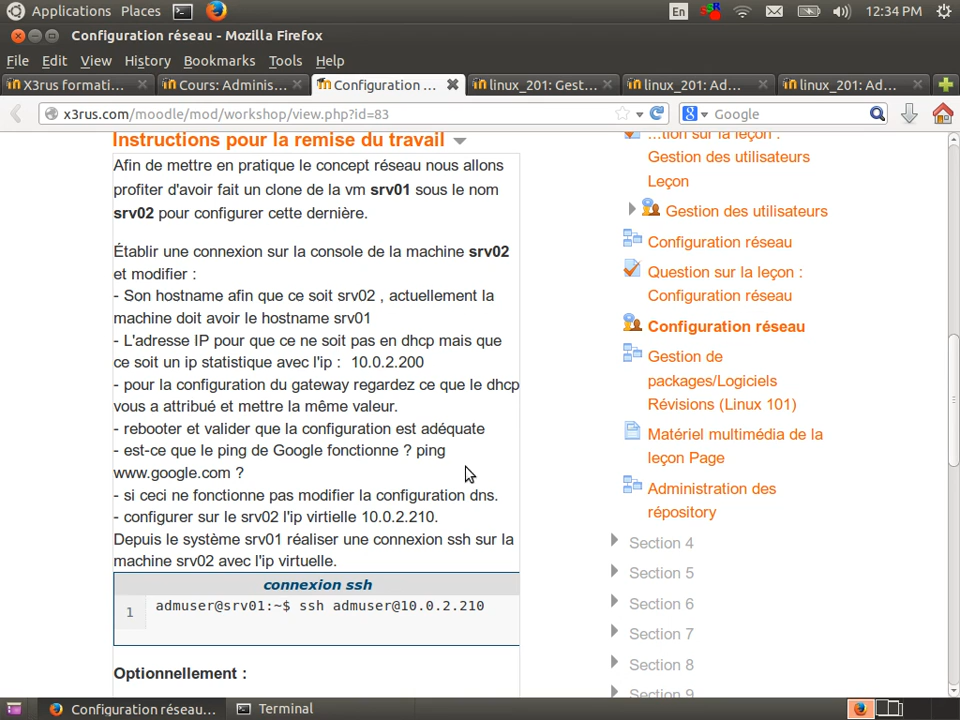 Applications Places En 12:34 PM
Configuration réseau - Mozilla Firefox
File Edit View History Bookmarks Tools Help
X3rus formati... Cours: Adminis... Configuration ... linux_201: Gest... linux_201: Ad... linux_201: Ad...
x3rus.com/moodle/mod/workshop/view.php?id=83 Google
Instructions pour la remise du travail
Afin de mettre en pratique le concept réseau nous allons
profiter d'avoir fait un clone de la vm srv01 sous le nom
srv02 pour configurer cette dernière.
Établir une connexion sur la console de la machine srv02
et modifier :
- Son hostname afin que ce soit srv02 , actuellement la
machine doit avoir le hostname srv01
- L'adresse IP pour que ce ne soit pas en dhcp mais que
ce soit un ip statistique avec l'ip : 10.0.2.200
- pour la configuration du gateway regardez ce que le dhcp
vous a attribué et mettre la même valeur.
- rebooter et valider que la configuration est adéquate
- est-ce que le ping de Google fonctionne ? ping
www.google.com ?
- si ceci ne fonctionne pas modifier la configuration dns.
- configurer sur le srv02 l'ip virtielle 10.0.2.210.
Depuis le système srv01 réaliser une connexion ssh sur la
machine srv02 avec l'ip virtuelle.
connexion ssh
1 admuser@srv01:~$ ssh admuser@10.0.2.210
Optionnellement :
...tion sur la leçon :
Gestion des utilisateurs
Leçon
Gestion des utilisateurs
Configuration réseau
Question sur la leçon :
Configuration réseau
Configuration réseau
Gestion de
packages/Logiciels
Révisions (Linux 101)
Matériel multimédia de la
leçon Page
Administration des
répository
Section 4
Section 5
Section 6
Section 7
Section 8
Section 9
Configuration réseau... Terminal